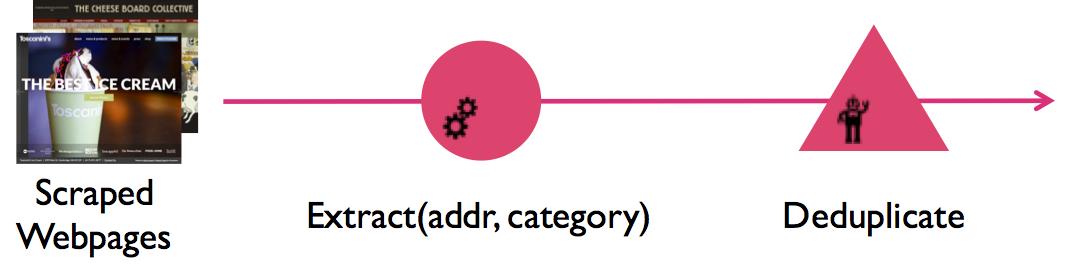 THE CHEESE BOARD COLLECTIVE
Toscanini's
THE BEST ICE CREAM
Toscani
Scraped
Webpages
Extract(addr, category)
Deduplicate